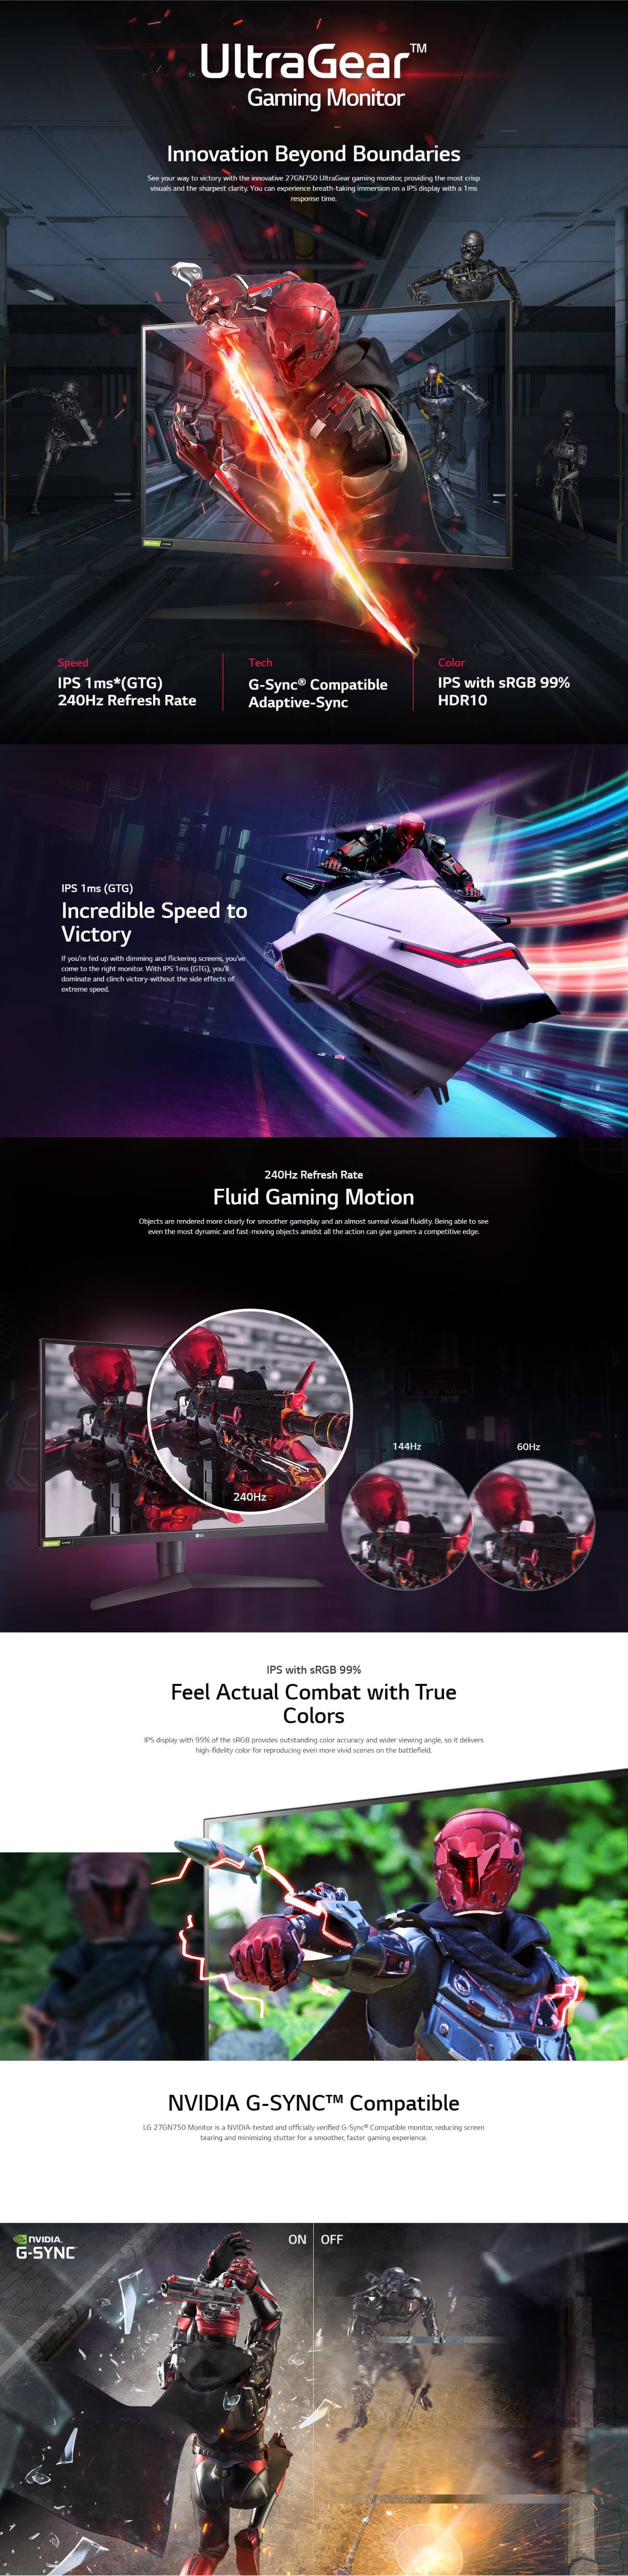 UltraGear™
Gaming Monitor
Innovation Beyond Boundaries
See your way to victory with the innovative 27GN750 UltraGear gaming monitor, providing the most crisp
visuals and the sharpest clarity. You can experience breath-taking immersion on a IPS display with a 1ms
response time.
LG
Speed
IPS 1ms*(GTG)
240Hz Refresh Rate
Tech
G-Sync® Compatible
Adaptive-Sync
Color
IPS with sRGB 99%
HDR10
IPS 1ms (GTG)
Incredible Speed to
Victory
If you're fed up with dimming and flickering screens, you've
come to the right monitor. With IPS 1ms (GTG), you'll
dominate and clinch victory-without the side effects of
extreme speed.
240Hz Refresh Rate
Fluid Gaming Motion
Objects are rendered more clearly for smoother gameplay and an almost surreal visual fluidity. Being able to see
even the most dynamic and fast-moving objects amidst all the action can give gamers a competitive edge.
144Hz
60Hz
240Hz
LG
IPS with sRGB 99%
Feel Actual Combat with True
Colors
IPS display with 99% of the sRGB provides outstanding color accuracy and wider viewing angle, so it delivers
high-fidelity color for reproducing even more vivid scenes on the battlefield.
NVIDIA G-SYNC™ Compatible
LG 27GN750 Monitor is a NVIDIA-tested and officially verified G-Sync® Compatible monitor, reducing screen
tearing and minimizing stutter for a smoother, faster gaming experience.
NVIDIA.
G-SYNC
ON
OFF